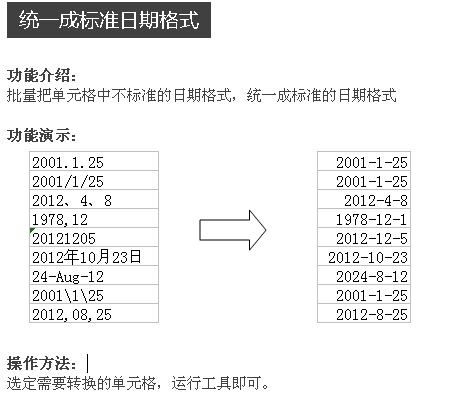 统一成标准日期格式
功能介绍：
批量把单元格中不标准的日期格式，统一成标准的日期格式
功能演示：
2001.1.25 2001-1-25
2001/1/25 2001-1-25
2012、4、8 2012-4-8
1978,12 1978-12-1
20121205 2012-12-5
2012年10月23日 2012-10-23
24-Aug-12 2024-8-12
2001\1\25 2001-1-25
2012,08,25 2012-8-25
操作方法：
选定需要转换的单元格，运行工具即可。